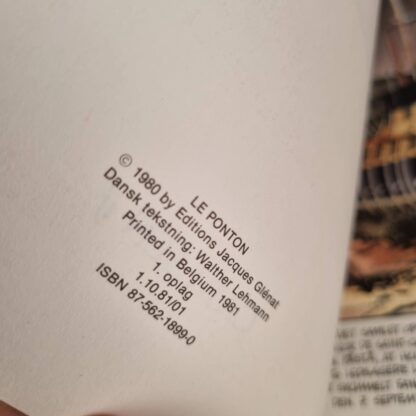 LE PONTON
© 1980 by Editions Jacques Glénat
Dansk tekstning: Walther Lehmann
Printed in Belgium 1981
1. oplag
1.10.81/01
ISBN 87-562-1899-0